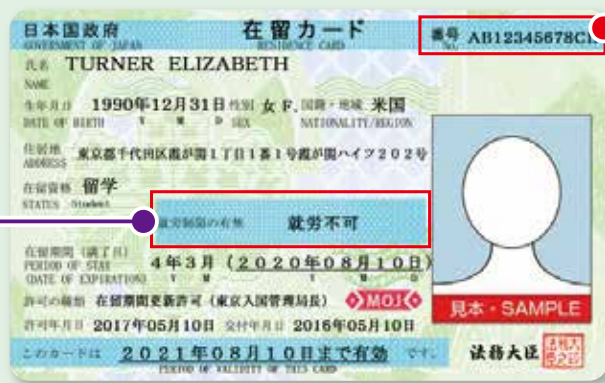 日本国政府 在留カード 番号 AB12345678C
GOVERNMENT OF JAPAN RESIDENCE CARD No.
氏名 TURNER ELIZABETH
NAME
生年月日 1990年12月31日 性別 女 F. 国籍・地域 米国
DATE OF BIRTH Y M D SEX NATIONALITY/REGION
住居地 東京都千代田区霞が関1丁目1番1号霞が関ハイツ202号
ADDRESS
在留資格 留学
STATUS Student
就労制限の有無 就労不可
在留期間(満了日) 4年3月(2020年08月10日)
PERIOD OF STAY
(DATE OF EXPIRATION) Y M Y M D
許可の種類 在留期間更新許可(東京入国管理局長) MOJ
見本・SAMPLE
許可年月日 2017年05月10日 交付年月日 2016年05月10日
このカードは 2021年08月10日まで有効 です。
PERIOD OF VALIDITY OF THIS CARD
法務大臣